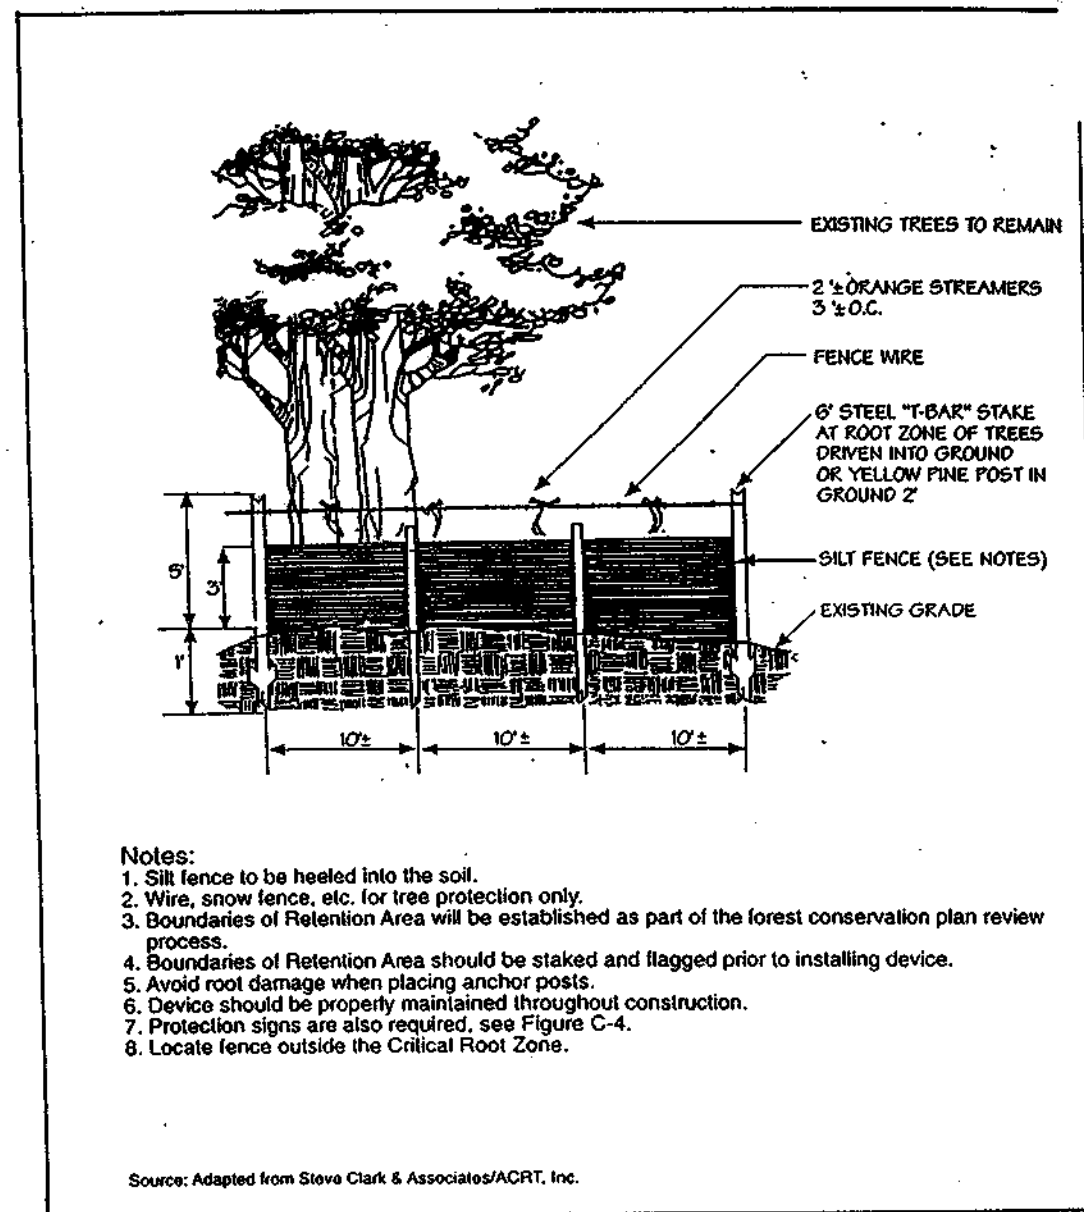 EXISTING TREES TO REMAIN
2 '± ORANGE STREAMERS
3 '± O.C.
FENCE WIRE
6' STEEL "T-BAR" STAKE
AT ROOT ZONE OF TREES
DRIVEN INTO GROUND
OR YELLOW PINE POST IN
GROUND 2'
SILT FENCE (SEE NOTES)
EXISTING GRADE
5'
3'
1'
10'±
10'±
10'±
Notes:
1. Silt fence to be heeled into the soil.
2. Wire, snow fence, etc. for tree protection only.
3. Boundaries of Retention Area will be established as part of the forest conservation plan review
process.
4. Boundaries of Retention Area should be staked and flagged prior to installing device.
5. Avoid root damage when placing anchor posts.
6. Device should be properly maintained throughout construction.
7. Protection signs are also required, see Figure C-4.
8. Locate fence outside the Critical Root Zone.
Source: Adapted from Steve Clark & Associates/ACRT, Inc.